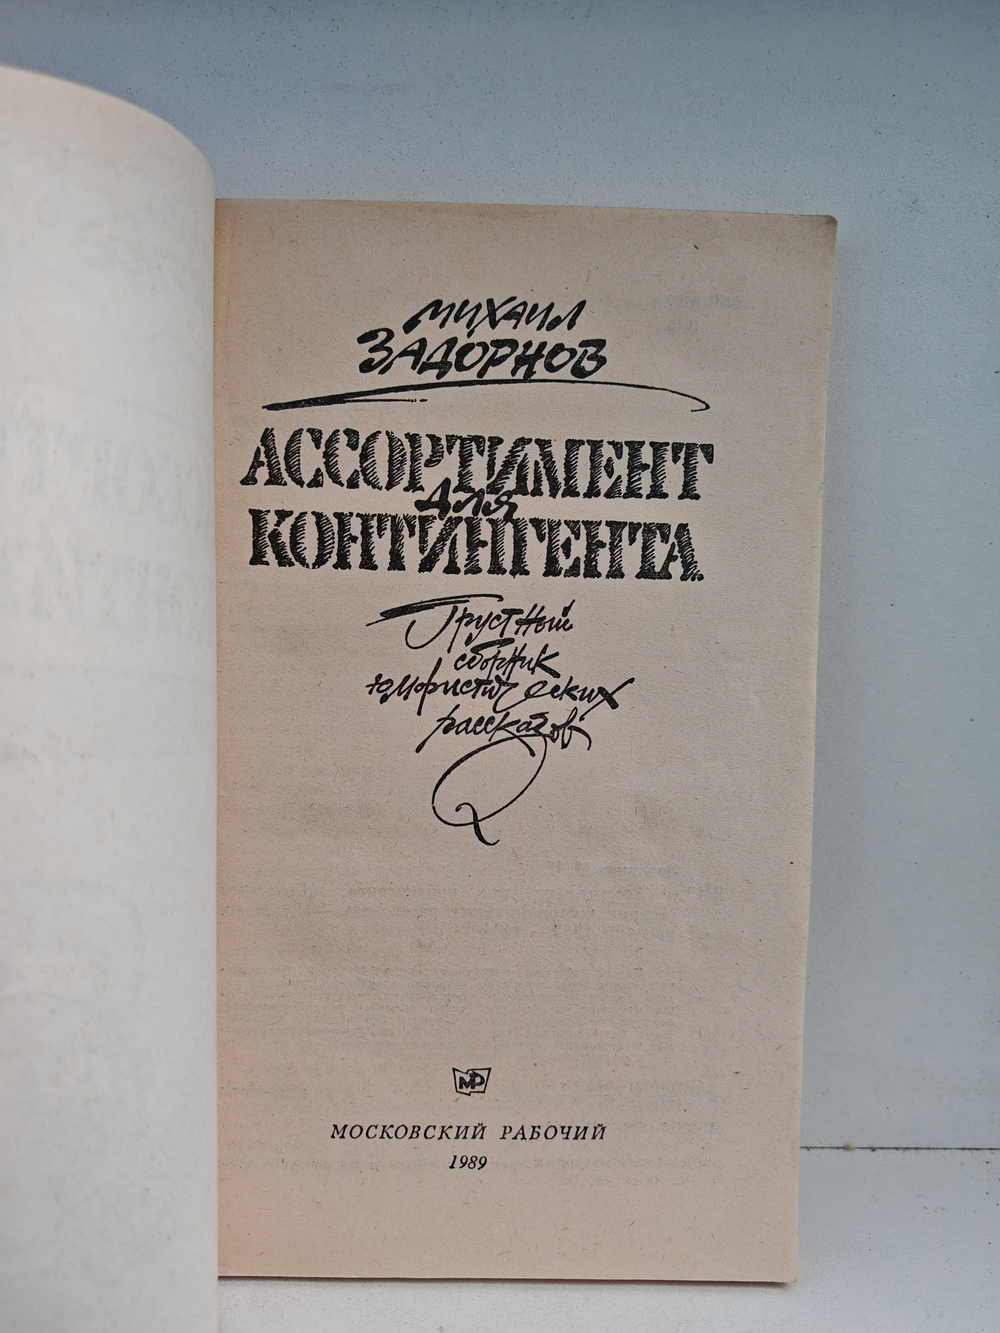 МИХАИЛ
ЗАДОРНОВ
АССОРТИМЕНТ
ДЛЯ
КОНТИНГЕНТА
Грустный
сборник
юмористических
рассказов
МР
МОСКОВСКИЙ РАБОЧИЙ
1989